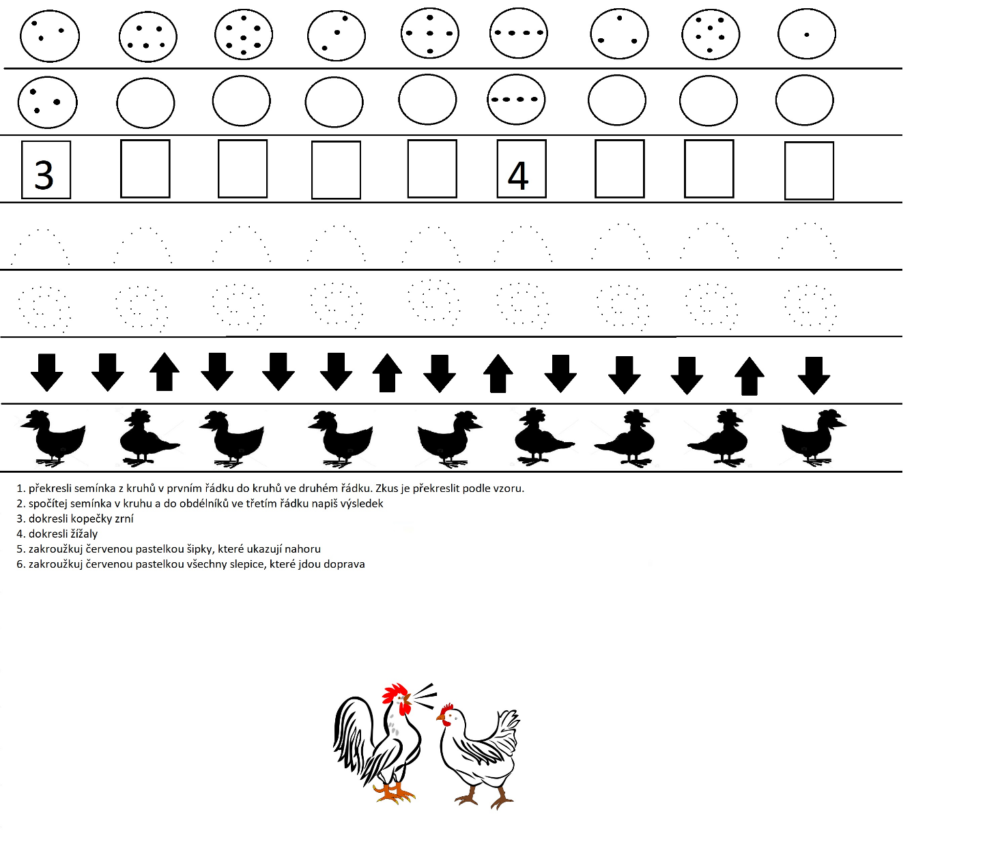 3 4
1. překresli semínka z kruhů v prvním řádku do kruhů ve druhém řádku. Zkus je překreslit podle vzoru.
2. spočítej semínka v kruhu a do obdélníků ve třetím řádku napiš výsledek
3. dokresli kopečky zrní
4. dokresli žížaly
5. zakroužkuj červenou pastelkou šipky, které ukazují nahoru
6. zakroužkuj červenou pastelkou všechny slepice, které jdou doprava